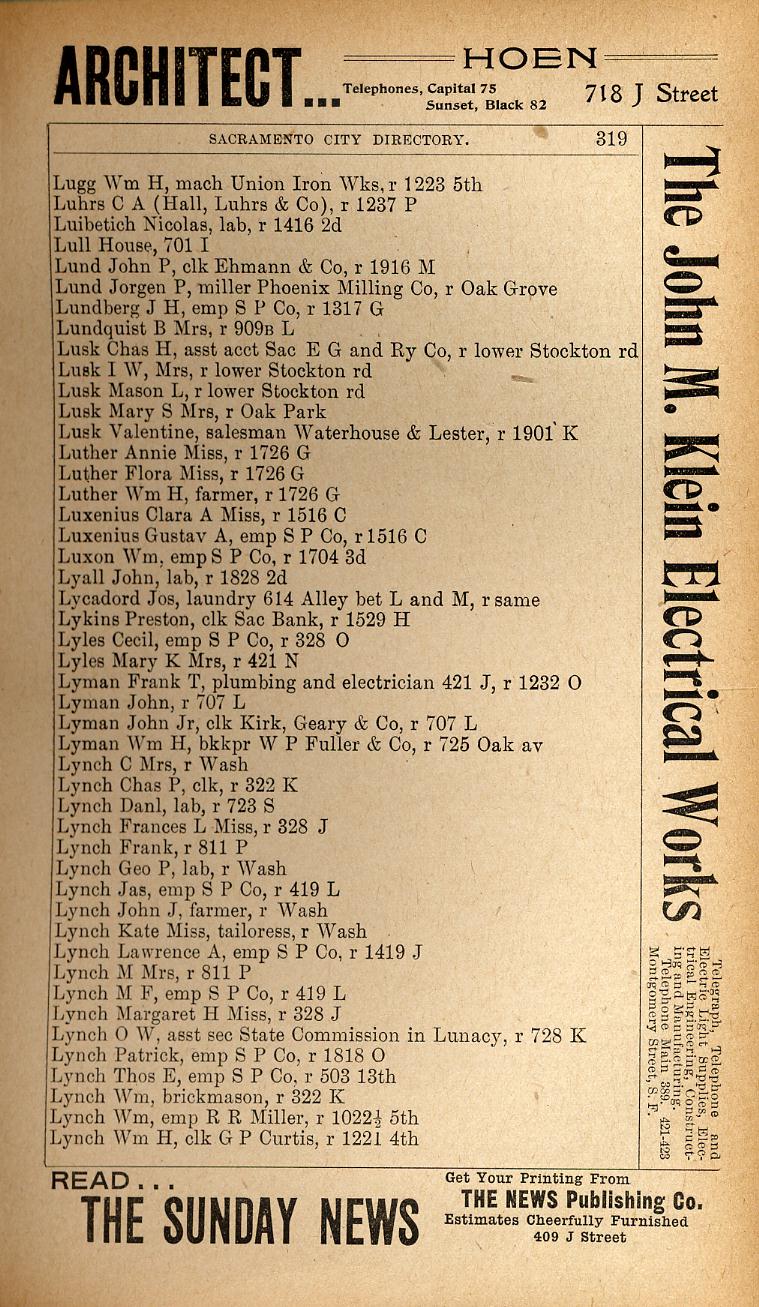 ARCHITECT... HOEN
Telephones, Capital 75
Sunset, Black 82
718 J Street
SACRAMENTO CITY DIRECTORY. 319
Lugg Wm H, mach Union Iron Wks, r 1223 5th
Luhrs C A (Hall, Luhrs & Co), r 1237 P
Luibetich Nicolas, lab, r 1416 2d
Lull House, 701 I
Lund John P, clk Ehmann & Co, r 1916 M
Lund Jorgen P, miller Phoenix Milling Co, r Oak Grove
Lundberg J H, emp S P Co, r 1317 G
Lundquist B Mrs, r 909B L
Lusk Chas H, asst acct Sac E G and Ry Co, r lower Stockton rd
Lusk I W, Mrs, r lower Stockton rd
Lusk Mason L, r lower Stockton rd
Lusk Mary S Mrs, r Oak Park
Lusk Valentine, salesman Waterhouse & Lester, r 1901 K
Luther Annie Miss, r 1726 G
Luther Flora Miss, r 1726 G
Luther Wm H, farmer, r 1726 G
Luxenius Clara A Miss, r 1516 C
Luxenius Gustav A, emp S P Co, r 1516 C
Luxon Wm, emp S P Co, r 1704 3d
Lyall John, lab, r 1828 2d
Lycadord Jos, laundry 614 Alley bet L and M, r same
Lykins Preston, clk Sac Bank, r 1529 H
Lyles Cecil, emp S P Co, r 328 O
Lyles Mary K Mrs, r 421 N
Lyman Frank T, plumbing and electrician 421 J, r 1232 O
Lyman John, r 707 L
Lyman John Jr, clk Kirk, Geary & Co, r 707 L
Lyman Wm H, bkkpr W P Fuller & Co, r 725 Oak av
Lynch C Mrs, r Wash
Lynch Chas P, clk, r 322 K
Lynch Danl, lab, r 723 S
Lynch Frances L Miss, r 328 J
Lynch Frank, r 811 P
Lynch Geo P, lab, r Wash
Lynch Jas, emp S P Co, r 419 L
Lynch John J, farmer, r Wash
Lynch Kate Miss, tailoress, r Wash
Lynch Lawrence A, emp S P Co, r 1419 J
Lynch M Mrs, r 811 P
Lynch M F, emp S P Co, r 419 L
Lynch Margaret H Miss, r 328 J
Lynch O W, asst sec State Commission in Lunacy, r 728 K
Lynch Patrick, emp S P Co, r 1818 O
Lynch Thos E, emp S P Co, r 503 13th
Lynch Wm, brickmason, r 322 K
Lynch Wm, emp R R Miller, r 1022½ 5th
Lynch Wm H, clk G P Curtis, r 1221 4th
The John M. Klein Electrical Works
Telegraph, Telephone and
Electric Light Supplies, Elec-
trical Engineering, Construct-
ing and Manufacturing.
Telephone Main 389. 421-423
Montgomery Street, S. F.
READ...
THE SUNDAY NEWS
Get Your Printing From
THE NEWS Publishing Co.
Estimates Cheerfully Furnished
409 J Street